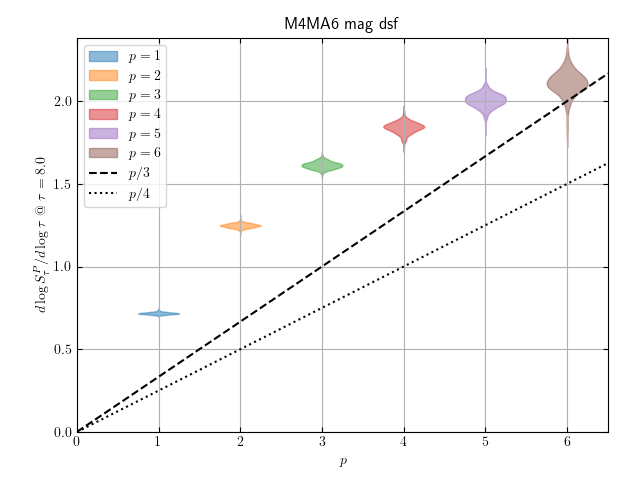 M4MA6 mag dsf
d log S_τ^P / d log τ @ τ = 8.0
2.0
1.5
1.0
0.5
0.0
p = 1
p = 2
p = 3
p = 4
p = 5
p = 6
p/3
p/4
0 1 2 3 4 5 6
p